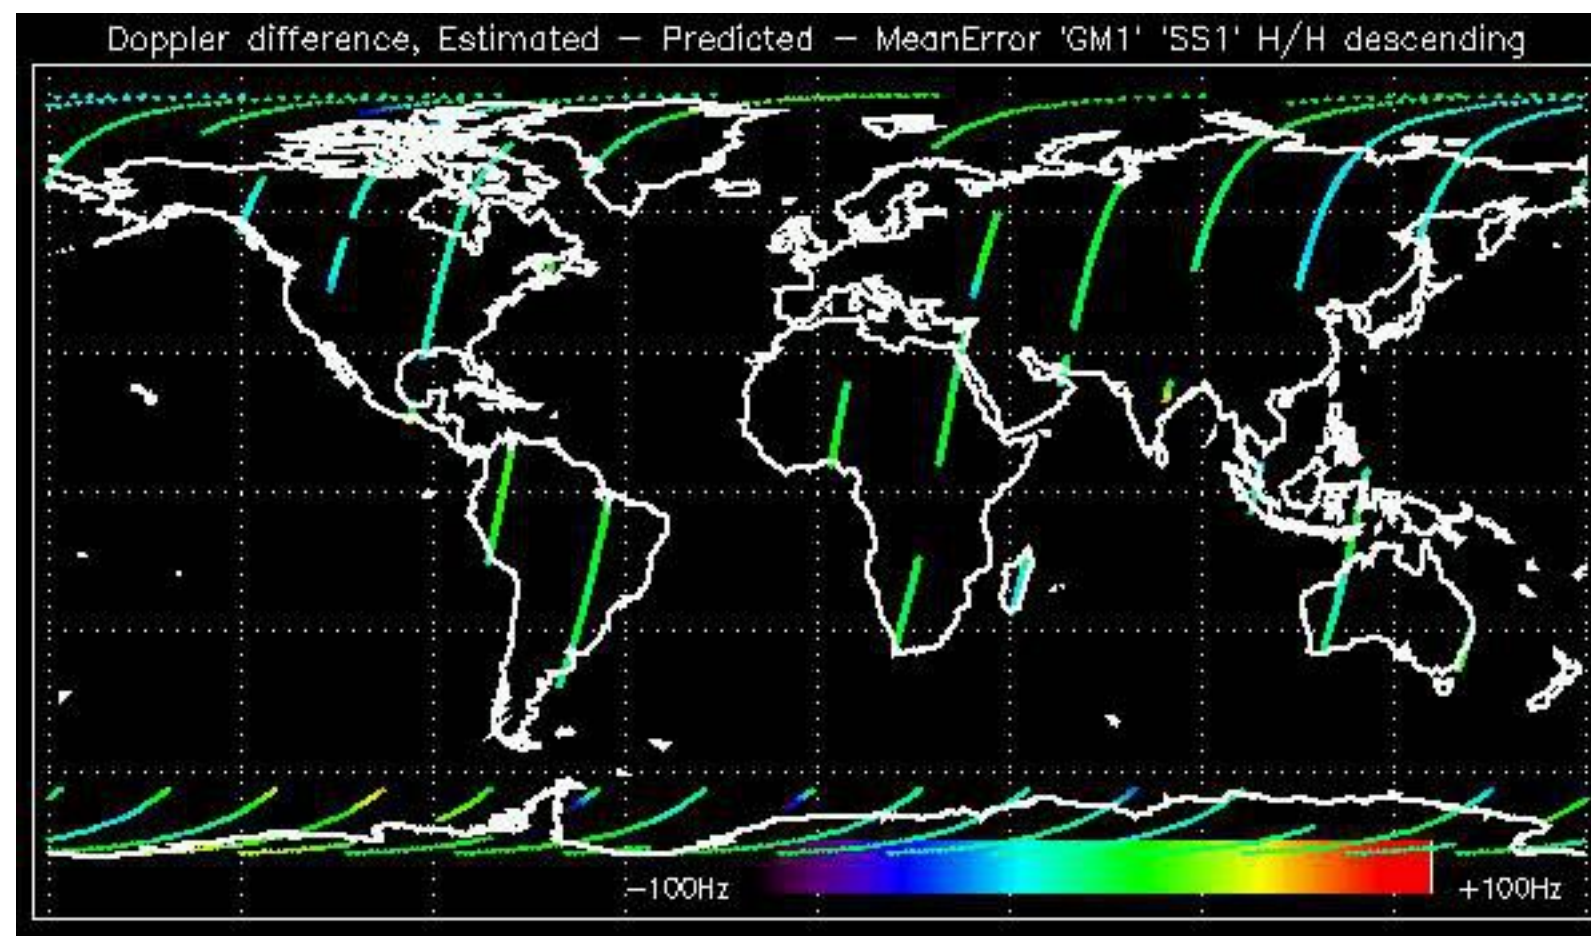 Doppler difference, Estimated — Predicted — MeanError 'GM1' 'SS1' H/H descending
—100Hz
+100Hz